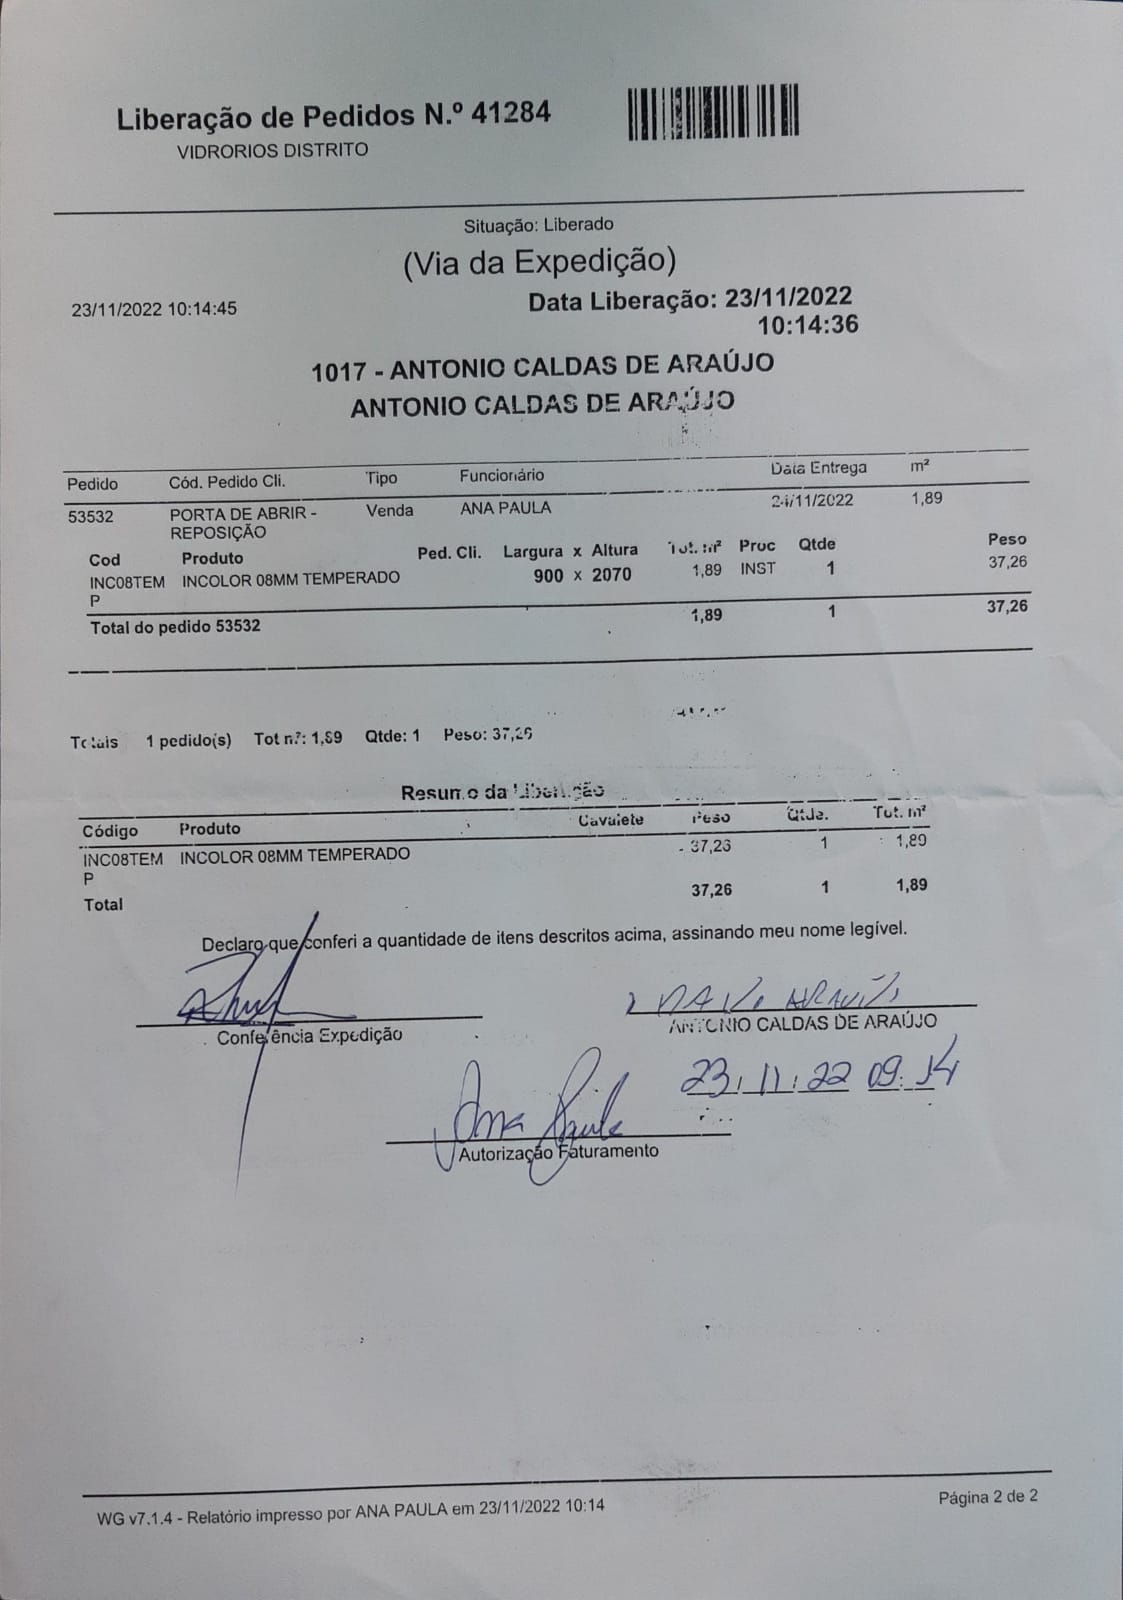 Liberação de Pedidos N.º 41284
VIDRORIOS DISTRITO
Situação: Liberado
(Via da Expedição)
23/11/2022 10:14:45
Data Liberação: 23/11/2022
10:14:36
1017 - ANTONIO CALDAS DE ARAÚJO
ANTONIO CALDAS DE ARAÚJO
Pedido Cód. Pedido Cli. Tipo Funcionário Data Entrega m²
53532 PORTA DE ABRIR - Venda ANA PAULA 24/11/2022 1,89
REPOSIÇÃO
Cod Produto Ped. Cli. Largura x Altura Tot. m² Proc Qtde Peso
INC08TEM INCOLOR 08MM TEMPERADO 900 x 2070 1,89 INST 1 37,26
P
Total do pedido 53532 1,89 1 37,26
Totais 1 pedido(s) Tot m²: 1,89 Qtde: 1 Peso: 37,26
Resumo da Liberação
Código Produto Cavalete Peso Qtde. Tot. m²
INC08TEM INCOLOR 08MM TEMPERADO 37,26 1 1,89
P
Total 37,26 1 1,89
Declaro que conferi a quantidade de itens descritos acima, assinando meu nome legível.
ARAÚJO
Conferência Expedição
ANTONIO CALDAS DE ARAÚJO
23/11/22 09:14
Ana Paula
Autorização Faturamento
WG v7.1.4 - Relatório impresso por ANA PAULA em 23/11/2022 10:14
Página 2 de 2